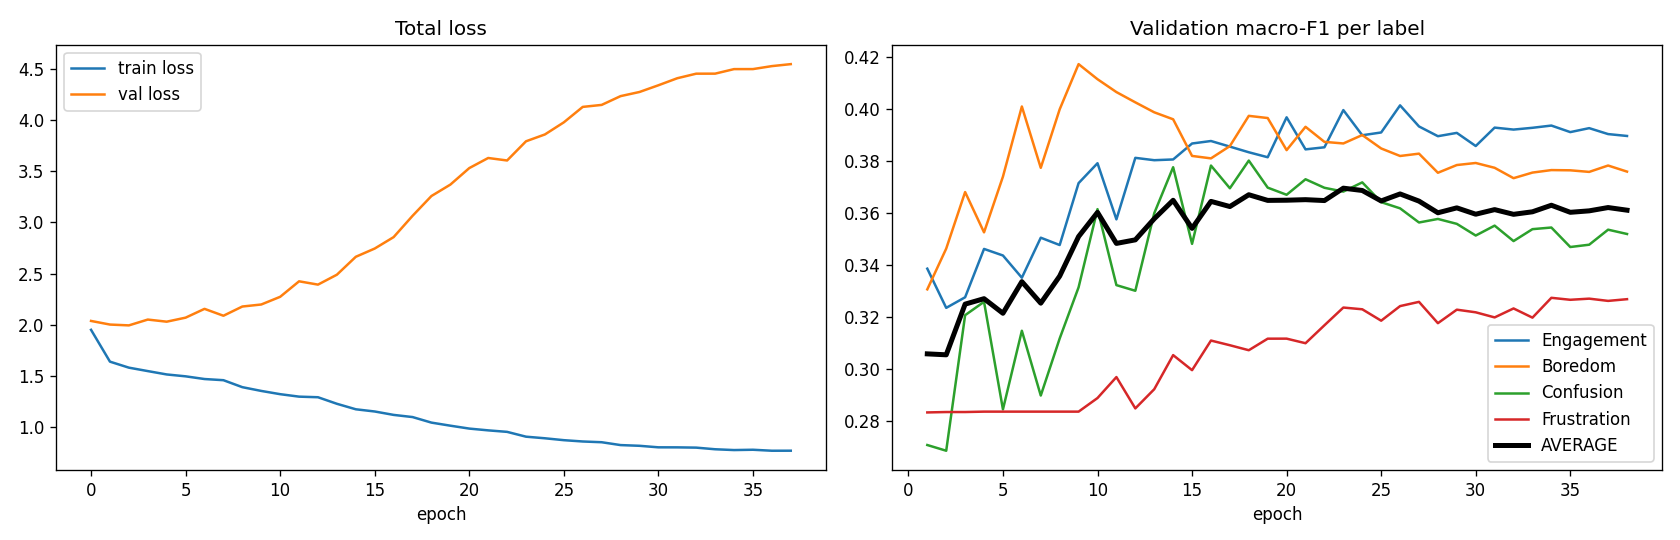 Total loss
train loss
val loss
4.5
4.0
3.5
3.0
2.5
2.0
1.5
1.0
0 5 10 15 20 25 30 35
epoch
Validation macro-F1 per label
0.42
0.40
0.38
0.36
0.34
0.32
0.30
0.28
Engagement
Boredom
Confusion
Frustration
AVERAGE
0 5 10 15 20 25 30 35
epoch